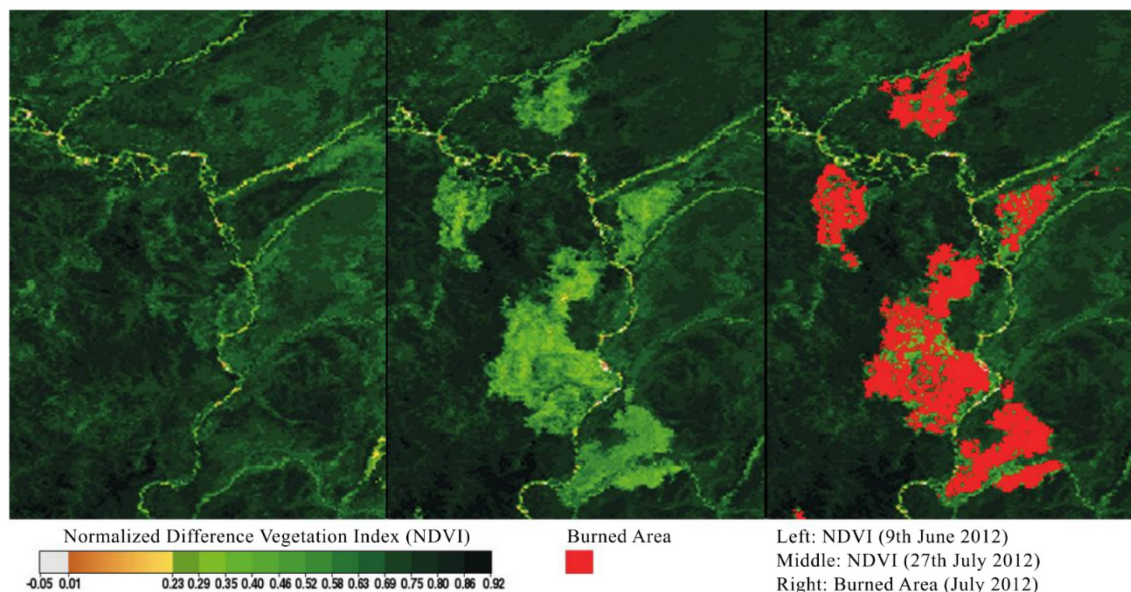 Normalized Difference Vegetation Index (NDVI)
-0.05 0.01 0.23 0.29 0.35 0.40 0.46 0.52 0.58 0.63 0.69 0.75 0.80 0.86 0.92
Burned Area
Left: NDVI (9th June 2012)
Middle: NDVI (27th July 2012)
Right: Burned Area (July 2012)